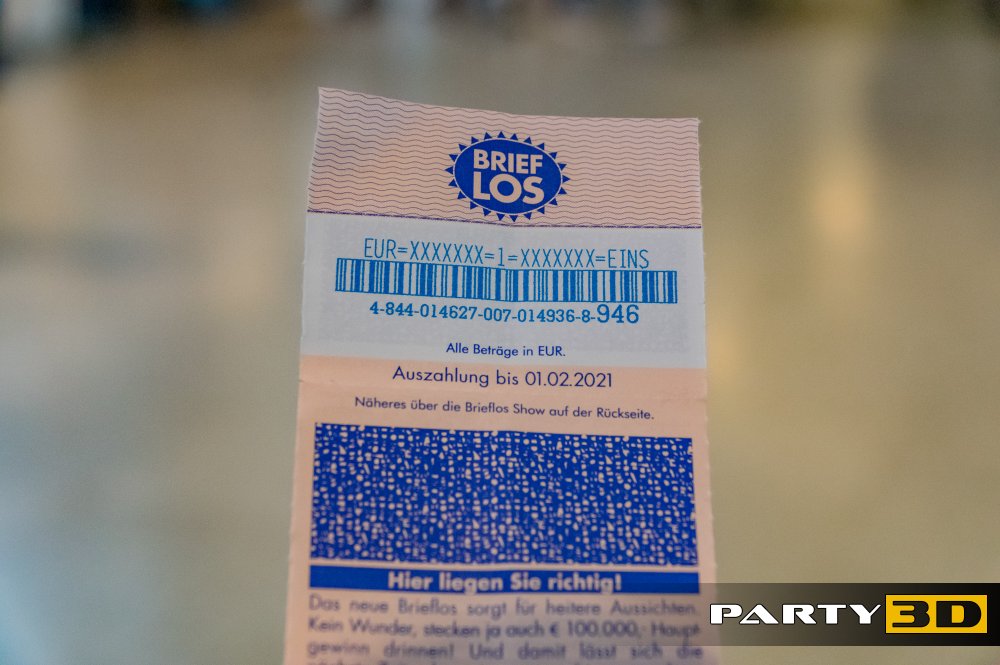 BRIEF
LOS
EUR=XXXXXXX=1=XXXXXXX=EINS
4-844-014627-007-014936-8-946
Alle Beträge in EUR.
Auszahlung bis 01.02.2021
Näheres über die Brieflos Show auf der Rückseite.
Hier liegen Sie richtig!
Das neue Brieflos sorgt für heitere Aussichten.
Kein Wunder, stecken ja auch € 100.000,- Haupt-
gewinn drinnen! Und damit lässt sich die
PARTY 3D